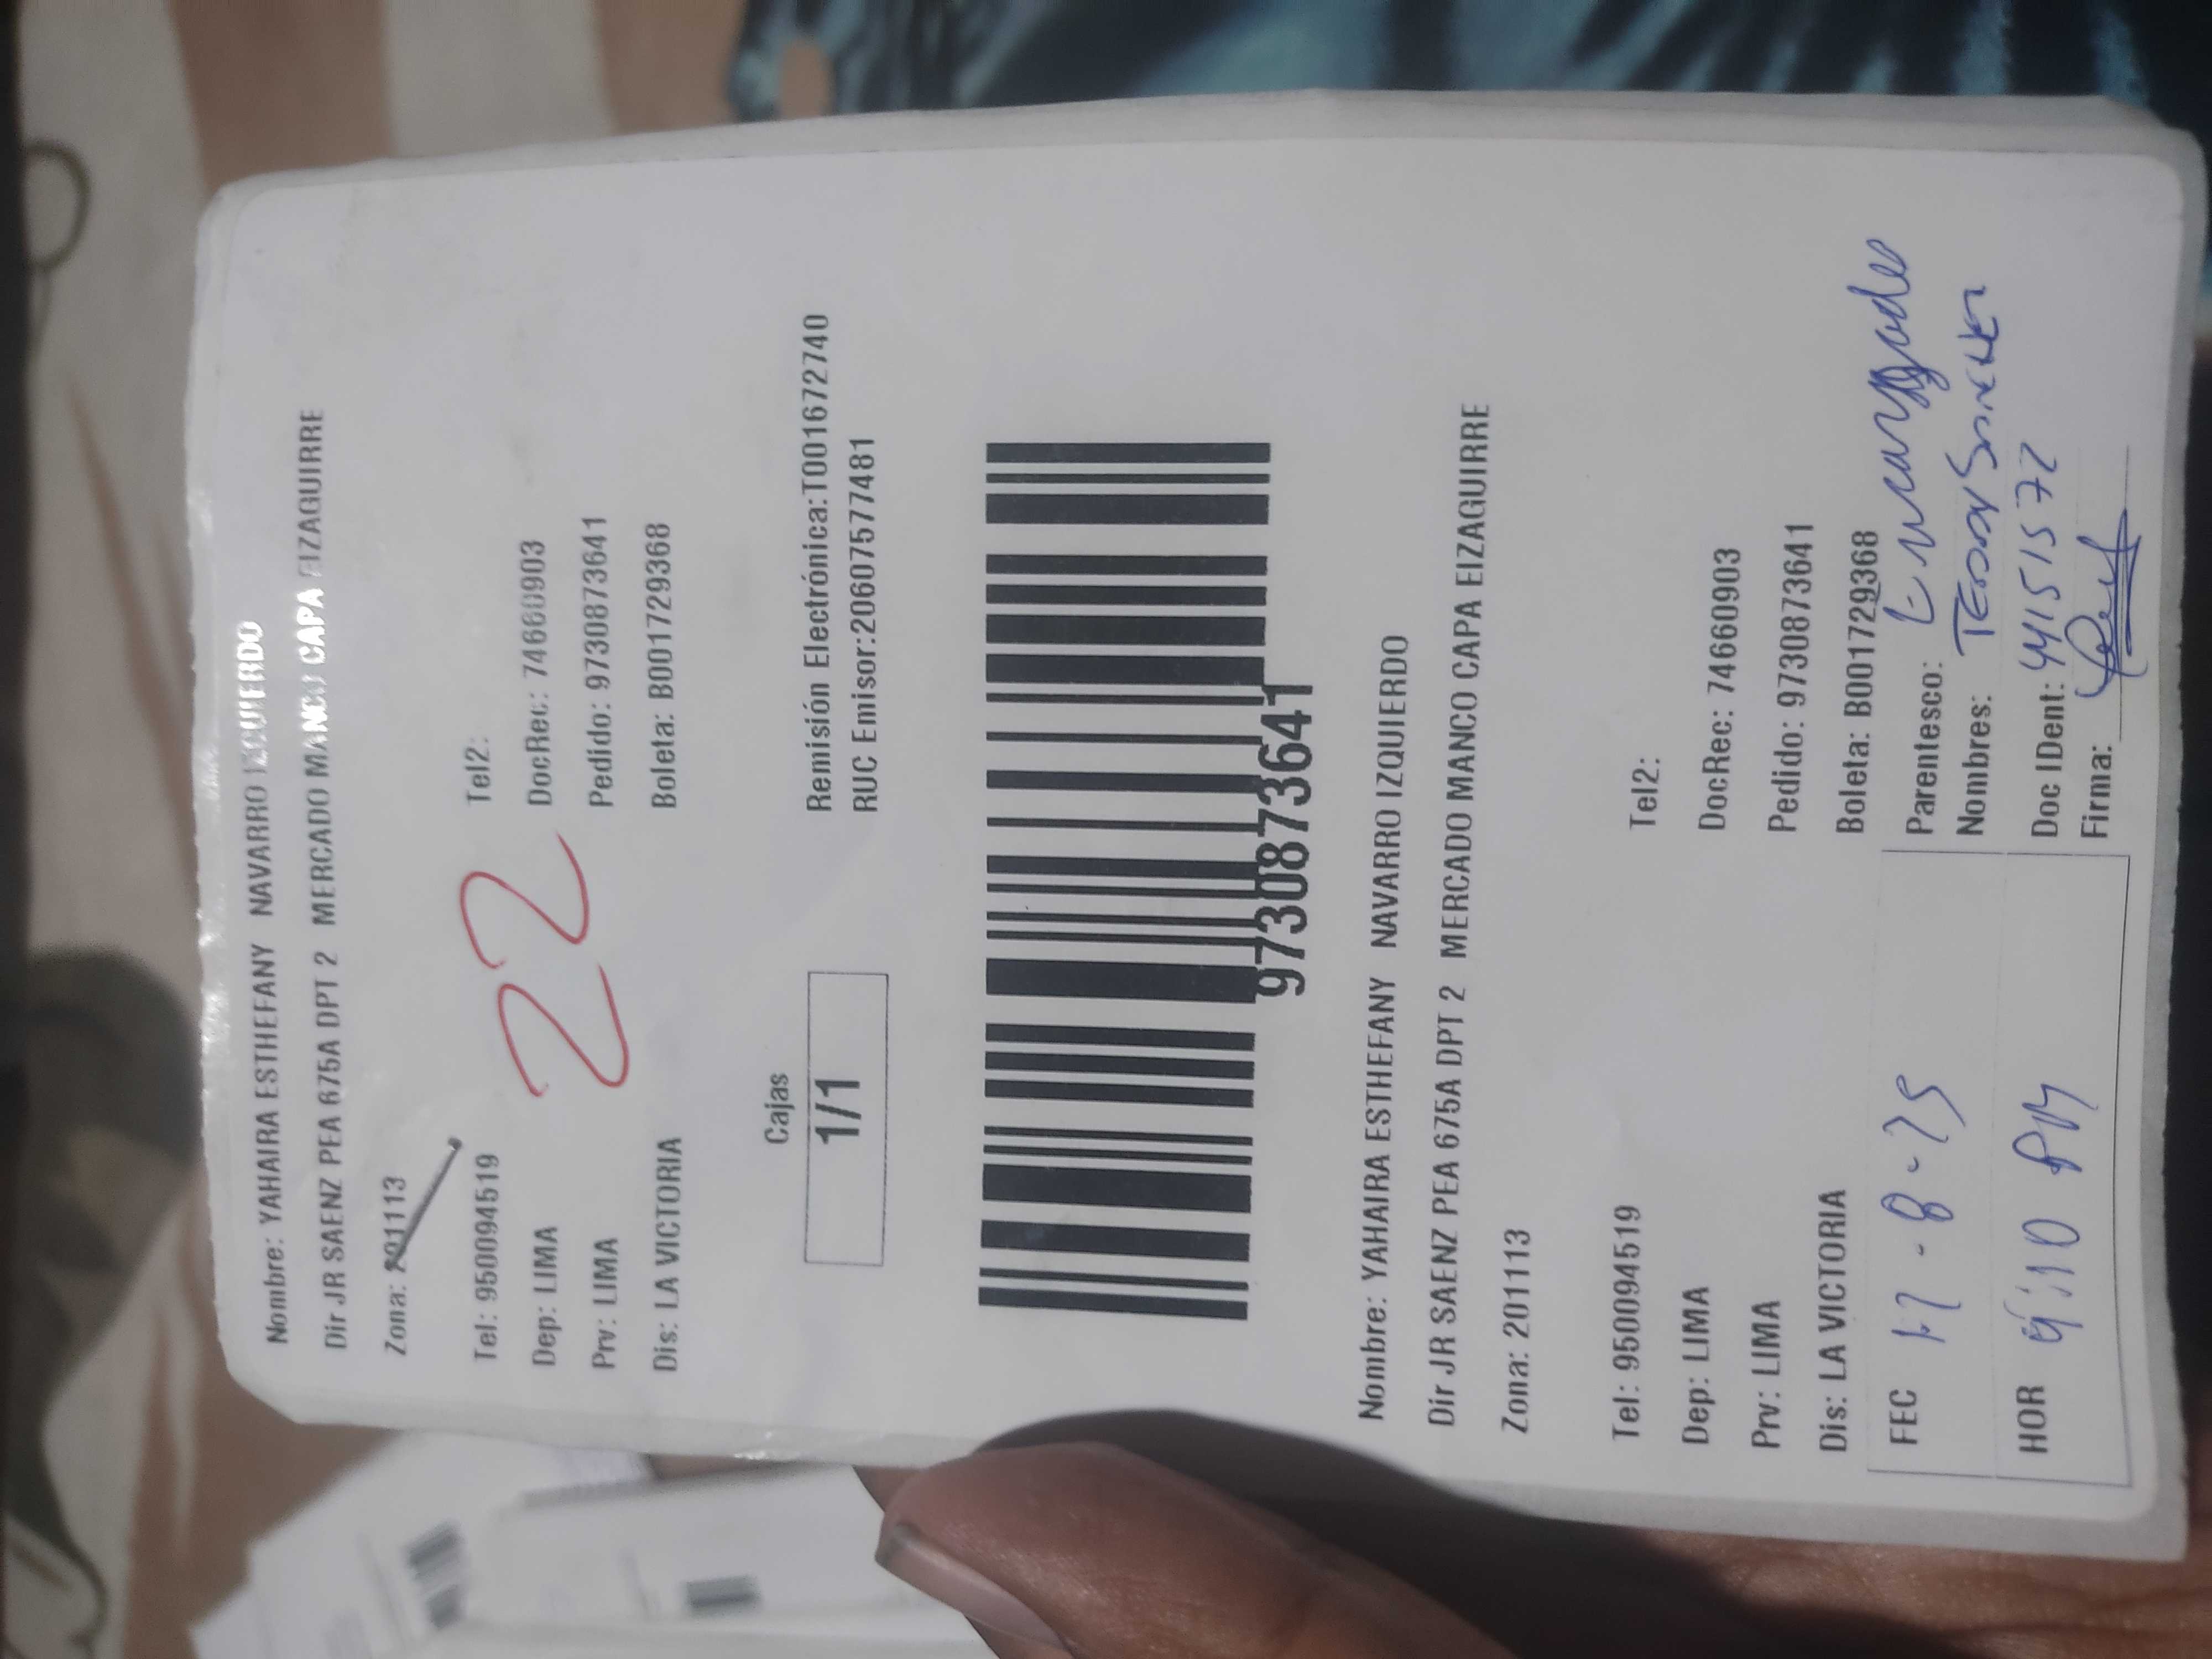 Nombre: YAHAIRA ESTHEFANY NAVARRO IZQUIERDO
Dir JR SAENZ PEA 675A DPT 2 MERCADO MANCO CAPA EIZAGUIRRE
Zona: 201113
22
Tel: 950094519 Tel2:
Dep: LIMA DocRec: 74660903
Prv: LIMA Pedido: 9730873641
Dis: LA VICTORIA Boleta: B001729368
Cajas
1/1
Remisión Electrónica:T001672740
RUC Emisor:20607577481
9730873641
Nombre: YAHAIRA ESTHEFANY NAVARRO IZQUIERDO
Dir JR SAENZ PEA 675A DPT 2 MERCADO MANCO CAPA EIZAGUIRRE
Zona: 201113
Tel: 950094519 Tel2:
Dep: LIMA DocRec: 74660903
Prv: LIMA Pedido: 9730873641
Dis: LA VICTORIA Boleta: B001729368
FEC Parentesco: Encargado
Nombres:
HOR Doc IDent: 44151572
Firma: